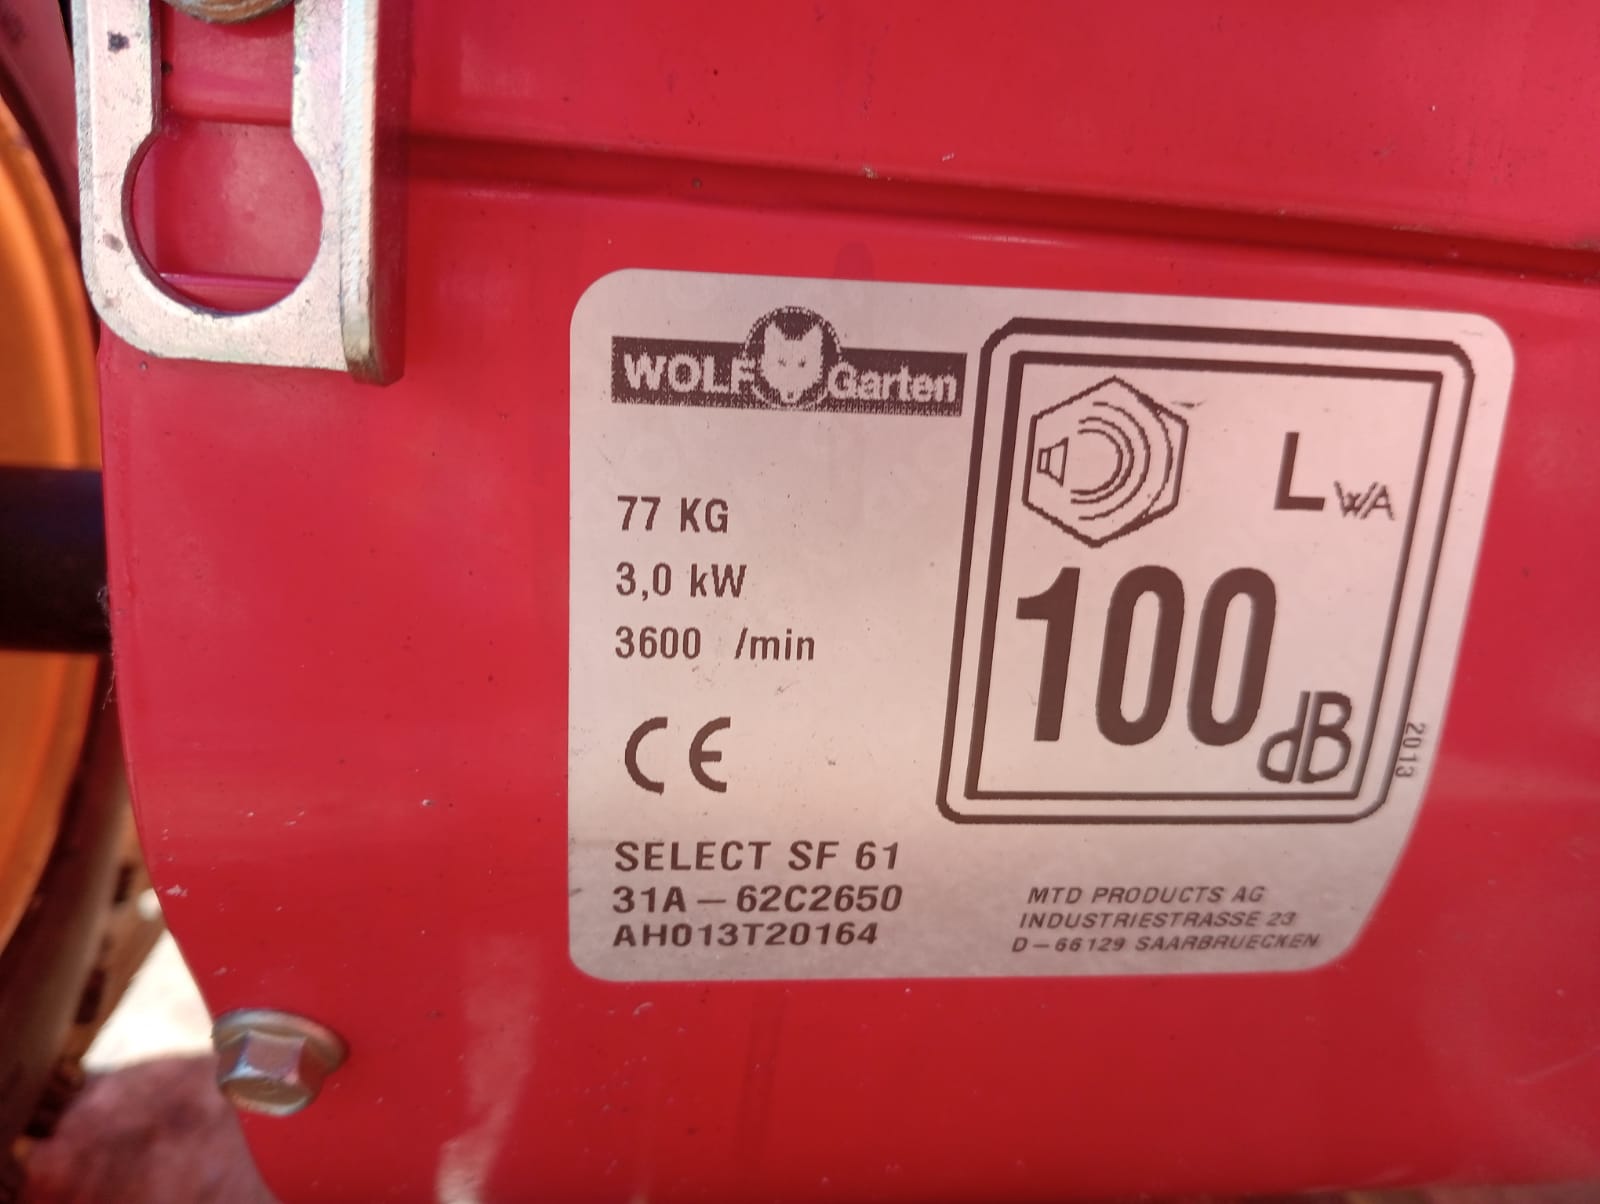 WOLF Garten
77 KG
3,0 kW
3600 /min
CE
LWA
100 dB
2013
SELECT SF 61
31A-62C2650
AH013T20164
MTD PRODUCTS AG
INDUSTRIESTRASSE 23
D-66129 SAARBRUECKEN